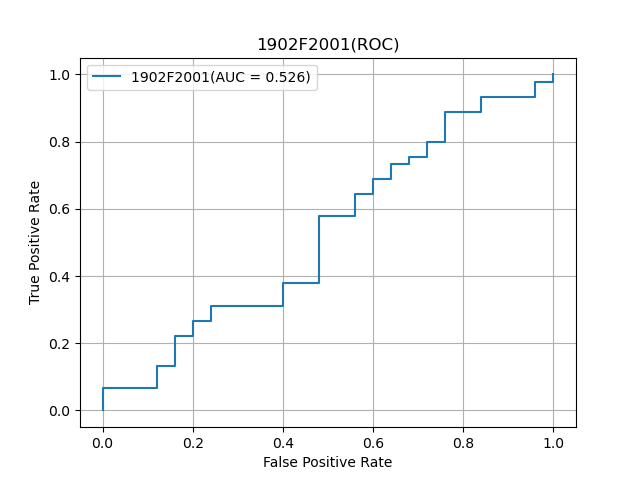 1902F2001(ROC)
1902F2001(AUC = 0.526)
True Positive Rate
1.0
0.8
0.6
0.4
0.2
0.0
0.0 0.2 0.4 0.6 0.8 1.0
False Positive Rate